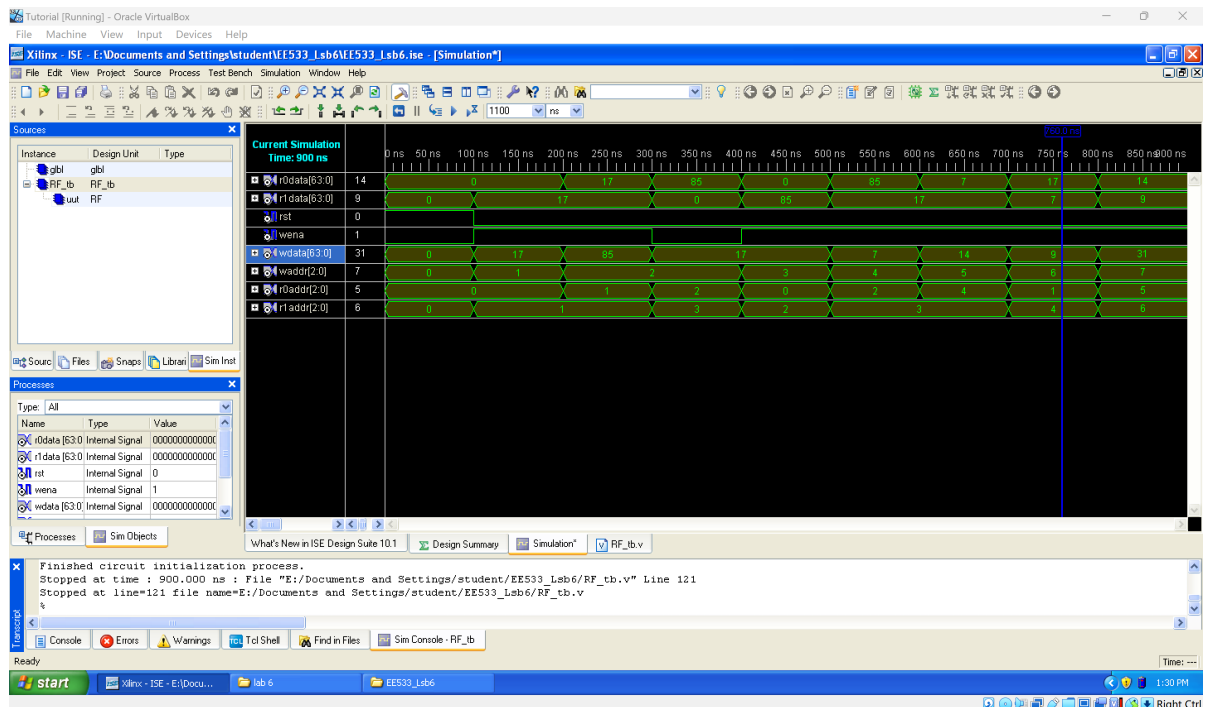 Tutorial [Running] - Oracle VirtualBox
File Machine View Input Devices Help
Xilinx - ISE - E:\Documents and Settings\student\EE533_Lsb6\EE533_Lsb6.ise - [Simulation*]
File Edit View Project Source Process Test Bench Simulation Window Help
1100 ns
Sources
Instance Design Unit Type
glbl glbl
RF_tb RF_tb
uut RF
Sourc Files Snaps Librari Sim Inst
Processes
Type: All
Name Type Value
r0data [63:0 Internal Signal 0000000000000
r1data [63:0 Internal Signal 0000000000000
rst Internal Signal 0
wena Internal Signal 1
wdata [63:0] Internal Signal 0000000000000
Processes Sim Objects
Current Simulation
Time: 900 ns
0 ns 50 ns 100 ns 150 ns 200 ns 250 ns 300 ns 350 ns 400 ns 450 ns 500 ns 550 ns 600 ns 650 ns 700 ns 750 ns 800 ns 850 ns 900 ns
r0data[63:0] 14 0 17 85 0 85 7 17 14
r1data[63:0] 9 0 17 0 85 17 7 9
rst 0
wena 1
wdata[63:0] 31 0 17 85 17 7 14 9 31
waddr[2:0] 7 0 1 2 3 4 5 6 7
r0addr[2:0] 5 0 1 2 0 2 4 1 5
r1addr[2:0] 6 0 1 3 2 3 4 6
What's New in ISE Design Suite 10.1 Design Summary Simulation* RF_tb.v
Finished circuit initialization process.
Stopped at time : 900.000 ns : File "E:/Documents and Settings/student/EE533_Lsb6/RF_tb.v" Line 121
Stopped at line=121 file name=E:/Documents and Settings/student/EE533_Lsb6/RF_tb.v
%
Transcript
Console Errors Warnings Tcl Shell Find in Files Sim Console - RF_tb
Ready Time: ---
start Xilinx - ISE - E:\Docu... lab 6 EE533_Lsb6 1:30 PM
Right Ctrl